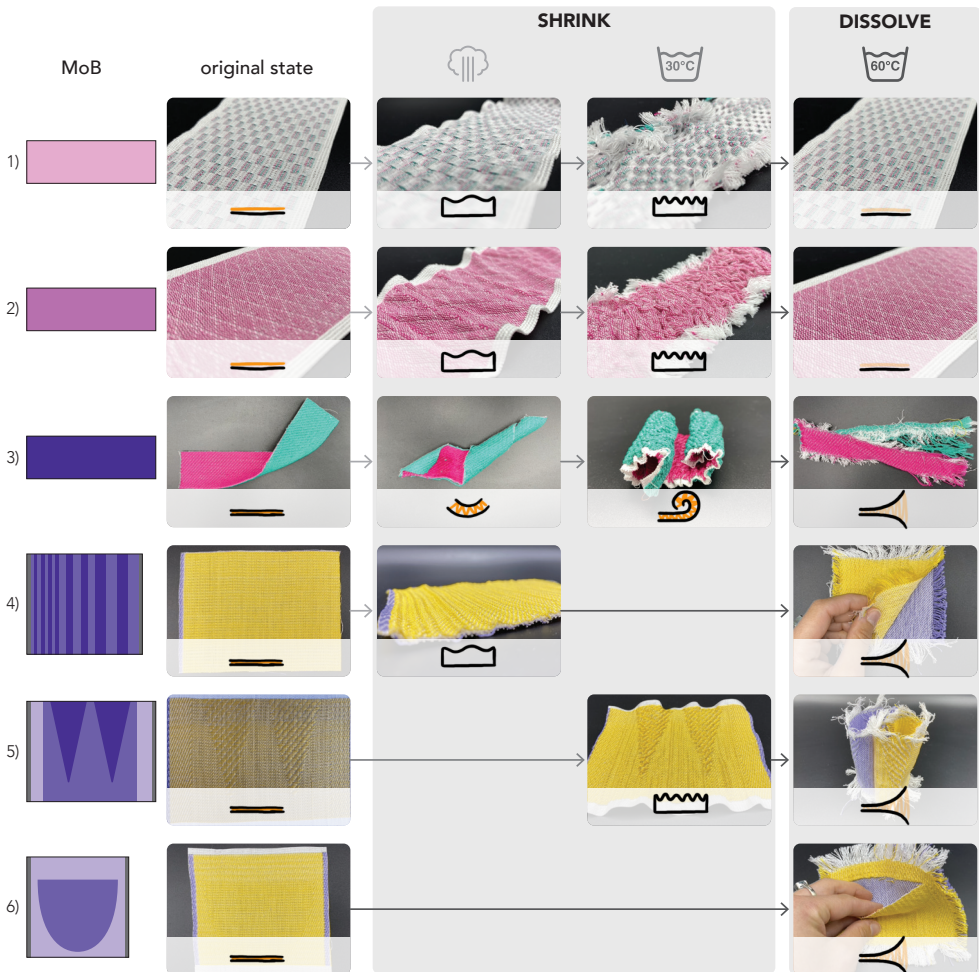 SHRINK
DISSOLVE
MoB
original state
30°C
60°C
1)
2)
3)
4)
5)
6)